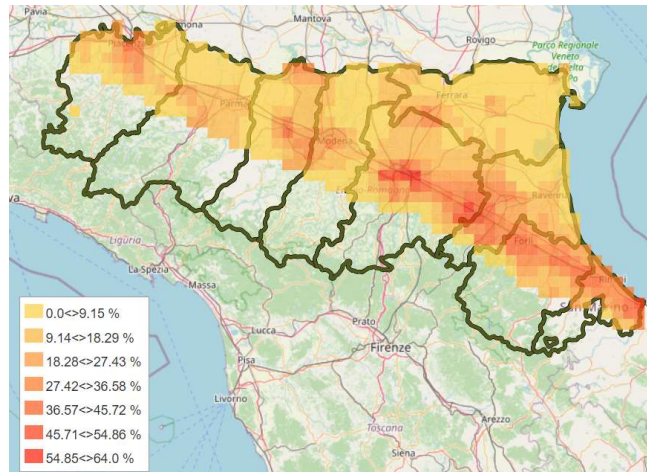 Pavia
Mantova
Rovigo
Parco Regionale
Veneto
Po
Ferrara
Parma
Modena
Ravenna
Forlì
Liguria
La Spezia
Massa
Lucca
Prato
Pisa
Firenze
Livorno
Arezzo
Toscana
Siena
0.0<>9.15 %
9.14<>18.29 %
18.28<>27.43 %
27.42<>36.58 %
36.57<>45.72 %
45.71<>54.86 %
54.85<>64.0 %